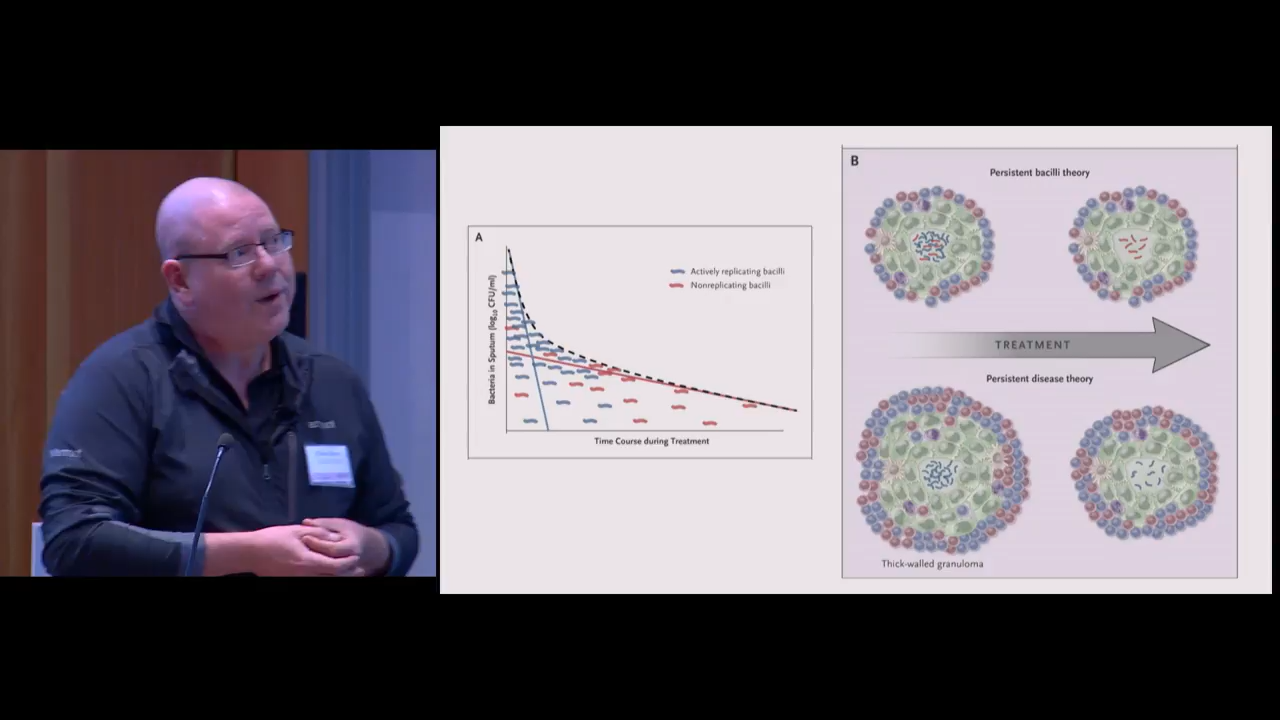 A
Actively replicating bacilli
Nonreplicating bacilli
Bacteria in Sputum (log10 CFU/ml)
Time Course during Treatment
B
Persistent bacilli theory
TREATMENT
Persistent disease theory
Thick-walled granuloma